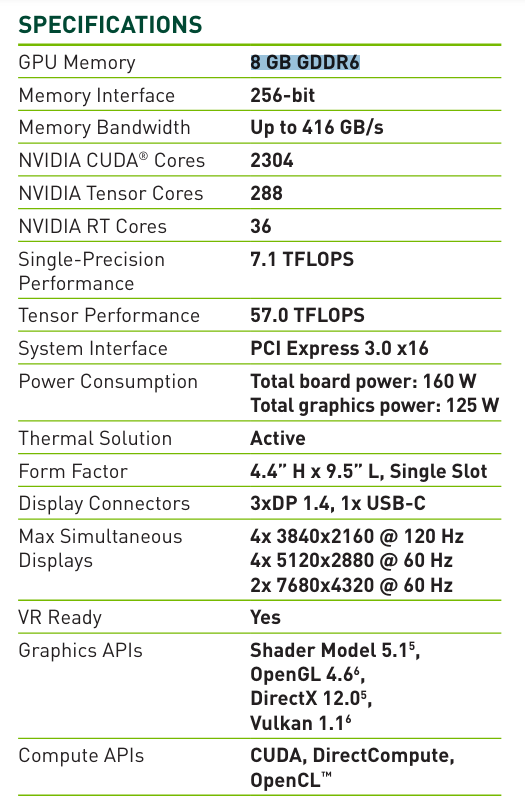 SPECIFICATIONS
GPU Memory 8 GB GDDR6
Memory Interface 256-bit
Memory Bandwidth Up to 416 GB/s
NVIDIA CUDA® Cores 2304
NVIDIA Tensor Cores 288
NVIDIA RT Cores 36
Single-Precision 7.1 TFLOPS
Performance
Tensor Performance 57.0 TFLOPS
System Interface PCI Express 3.0 x16
Power Consumption Total board power: 160 W
Total graphics power: 125 W
Thermal Solution Active
Form Factor 4.4” H x 9.5” L, Single Slot
Display Connectors 3xDP 1.4, 1x USB-C
Max Simultaneous 4x 3840x2160 @ 120 Hz
Displays 4x 5120x2880 @ 60 Hz
2x 7680x4320 @ 60 Hz
VR Ready Yes
Graphics APIs Shader Model 5.1⁵,
OpenGL 4.6⁶,
DirectX 12.0⁵,
Vulkan 1.1⁶
Compute APIs CUDA, DirectCompute,
OpenCL™